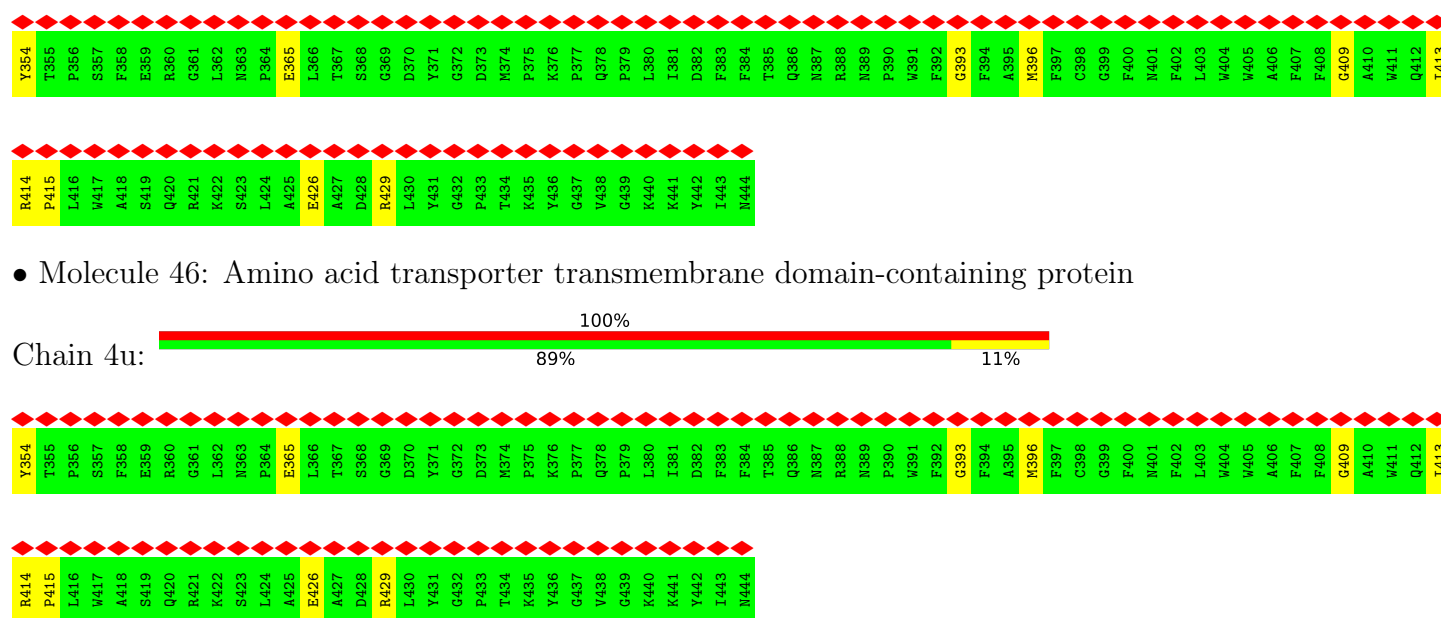 Y354 T355 P356 S357 F358 E359 R360 G361 L362 N363 P364 E365 L366 T367 S368 G369 D370 Y371 G372 D373 M374 P375 K376 P377 Q378 P379 L380 I381 D382 F383 F384 T385 Q386 N387 R388 N389 P390 W391 F392 G393 F394 A395 M396 F397 C398 G399 F400 N401 F402 L403 W404 W405 A406 F407 F408 G409 A410 W411 Q412 I413
R414 P415 L416 W417 A418 S419 Q420 R421 K422 S423 L424 A425 E426 A427 D428 R429 L430 Y431 G432 P433 T434 K435 Y436 G437 V438 G439 K440 K441 Y442 I443 N444
• Molecule 46: Amino acid transporter transmembrane domain-containing protein
100%
Chain 4u:
89% 11%
Y354 T355 P356 S357 F358 E359 R360 G361 L362 N363 P364 E365 L366 T367 S368 G369 D370 Y371 G372 D373 M374 P375 K376 P377 Q378 P379 L380 I381 D382 F383 F384 T385 Q386 N387 R388 N389 P390 W391 F392 G393 F394 A395 M396 F397 C398 G399 F400 N401 F402 L403 W404 W405 A406 F407 F408 G409 A410 W411 Q412 I413
R414 P415 L416 W417 A418 S419 Q420 R421 K422 S423 L424 A425 E426 A427 D428 R429 L430 Y431 G432 P433 T434 K435 Y436 G437 V438 G439 K440 K441 Y442 I443 N444